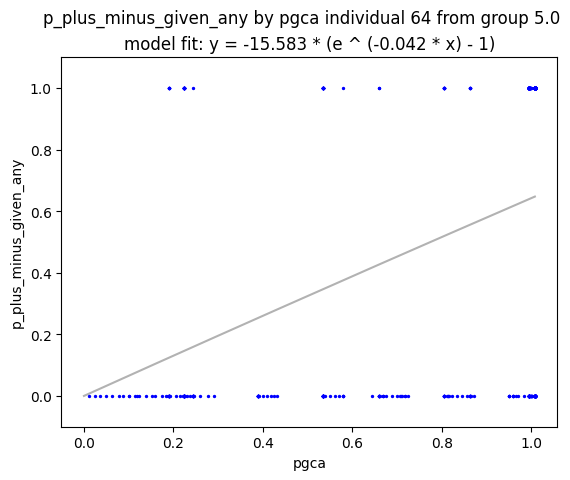 p_plus_minus_given_any by pgca individual 64 from group 5.0
model fit: y = -15.583 * (e ^ (-0.042 * x) - 1)
1.0
0.8
0.6
0.4
0.2
0.0
p_plus_minus_given_any
0.0 0.2 0.4 0.6 0.8 1.0
pgca